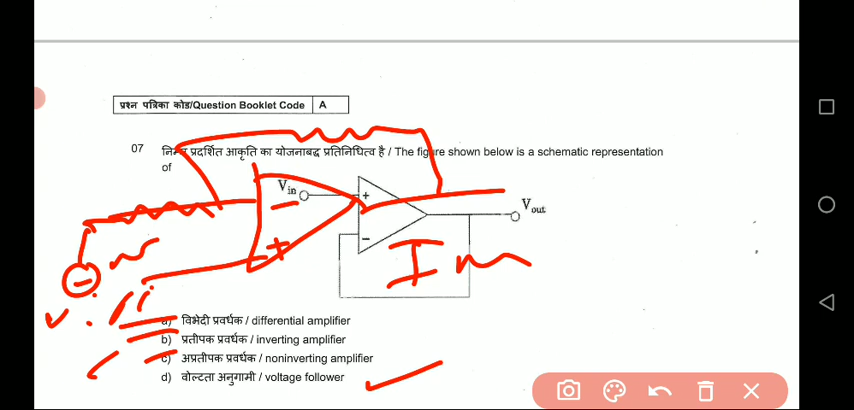 प्रश्न पत्रिका कोड/Question Booklet Code A
07 निम्न प्रदर्शित आकृति का योजनाबद्ध प्रतिनिधित्व है / The figure shown below is a schematic representation
of
Vin
+
Vout
-
-
+
I
a) विभेदी प्रवर्धक / differential amplifier
b) प्रतीपक प्रवर्धक / inverting amplifier
c) अप्रतीपक प्रवर्धक / noninverting amplifier
d) वोल्टता अनुगामी / voltage follower